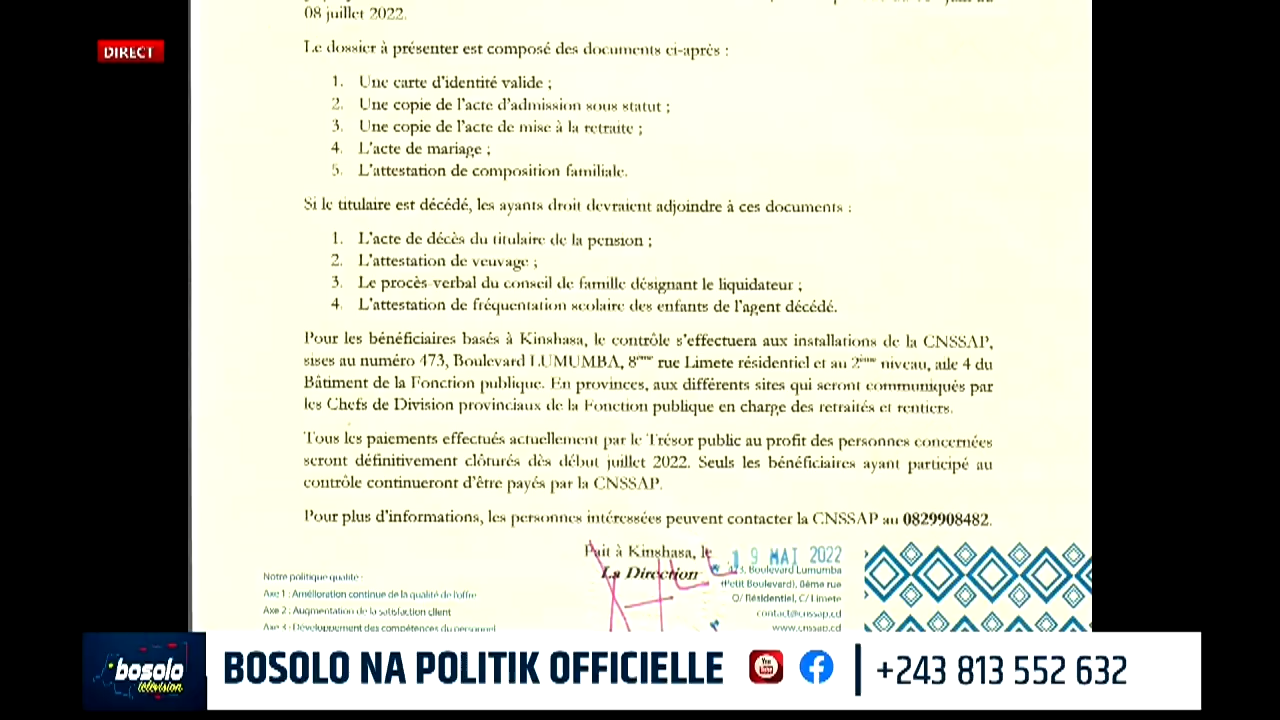 08 juillet 2022.
DIRECT
Le dossier à présenter est composé des documents ci-après :
1. Une carte d'identité valide ;
2. Une copie de l'acte d'admission sous statut ;
3. Une copie de l'acte de mise à la retraite ;
4. L'acte de mariage ;
5. L'attestation de composition familiale.
Si le titulaire est décédé, les ayants droit devraient adjoindre à ces documents :
1. L'acte de décès du titulaire de la pension ;
2. L'attestation de veuvage ;
3. Le procès-verbal du conseil de famille désignant le liquidateur ;
4. L'attestation de fréquentation scolaire des enfants de l'agent décédé.
Pour les bénéficiaires basés à Kinshasa, le contrôle s'effectuera aux installations de la CNSSAP,
sises au numéro 473, Boulevard LUMUMBA, 8ème rue Limete résidentiel et au 2ème niveau, aile 4 du
Bâtiment de la Fonction publique. En provinces, aux différents sites qui seront communiqués par
les Chefs de Division provinciaux de la Fonction publique en charge des retraités et rentiers.
Tous les paiements effectués actuellement par le Trésor public au profit des personnes concernées
seront définitivement clôturés dès début juillet 2022. Seuls les bénéficiaires ayant participé au
contrôle continueront d'être payés par la CNSSAP.
Pour plus d'informations, les personnes intéressées peuvent contacter la CNSSAP au 0829908482.
Fait à Kinshasa, le 19 MAI 2022
La Direction
Notre politique qualité :
Axe 1 : Amélioration continue de la qualité de l'offre
Axe 2 : Augmentation de la satisfaction client
Axe 3 : Développement des compétences du personnel
Boulevard Lumumba
(Petit Boulevard), 8ème rue
Q/ Résidentiel, C/ Limete
contact@cnssap.cd
www.cnssap.cd
bosolo
télévision
BOSOLO NA POLITIK OFFICIELLE
You
Tube
+243 813 552 632